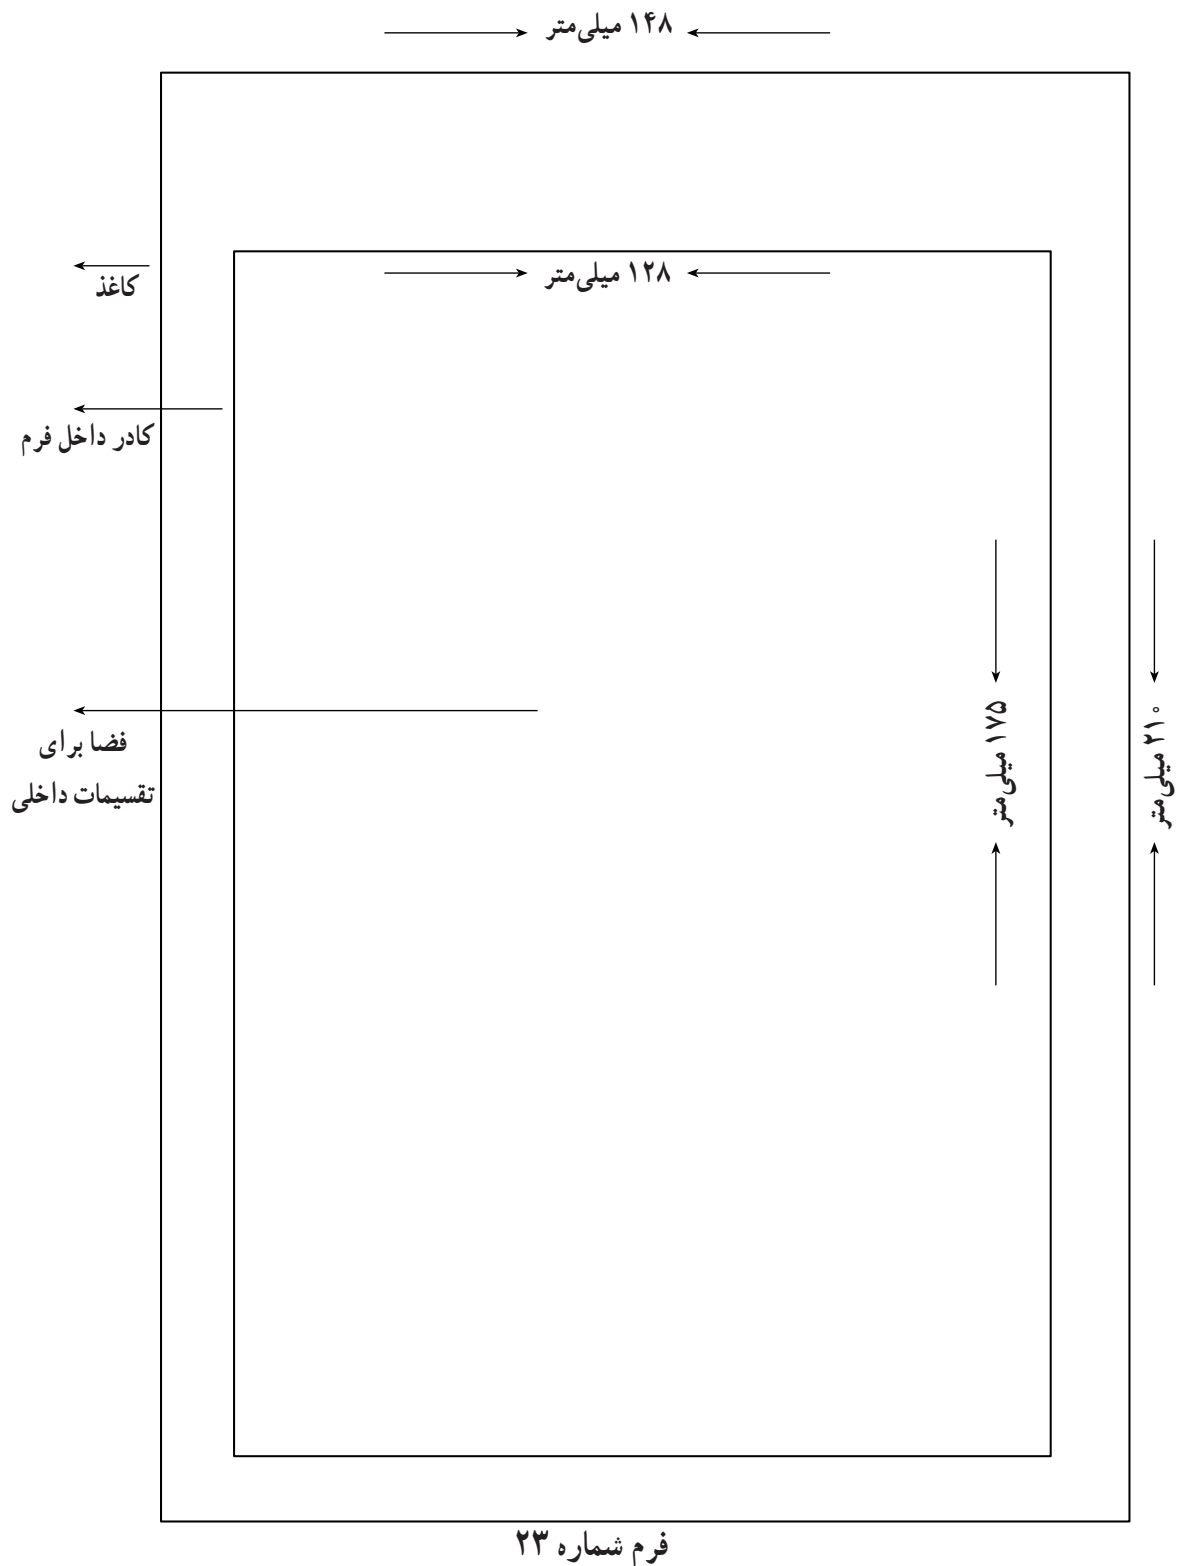 ۱۴۸ میلی‌متر
۱۲۸ میلی‌متر
کاغذ
کادر داخل فرم
۱۷۵ میلی‌متر
۲۱۰ میلی‌متر
فضا برای
تقسیمات داخلی
فرم شماره ۲۳